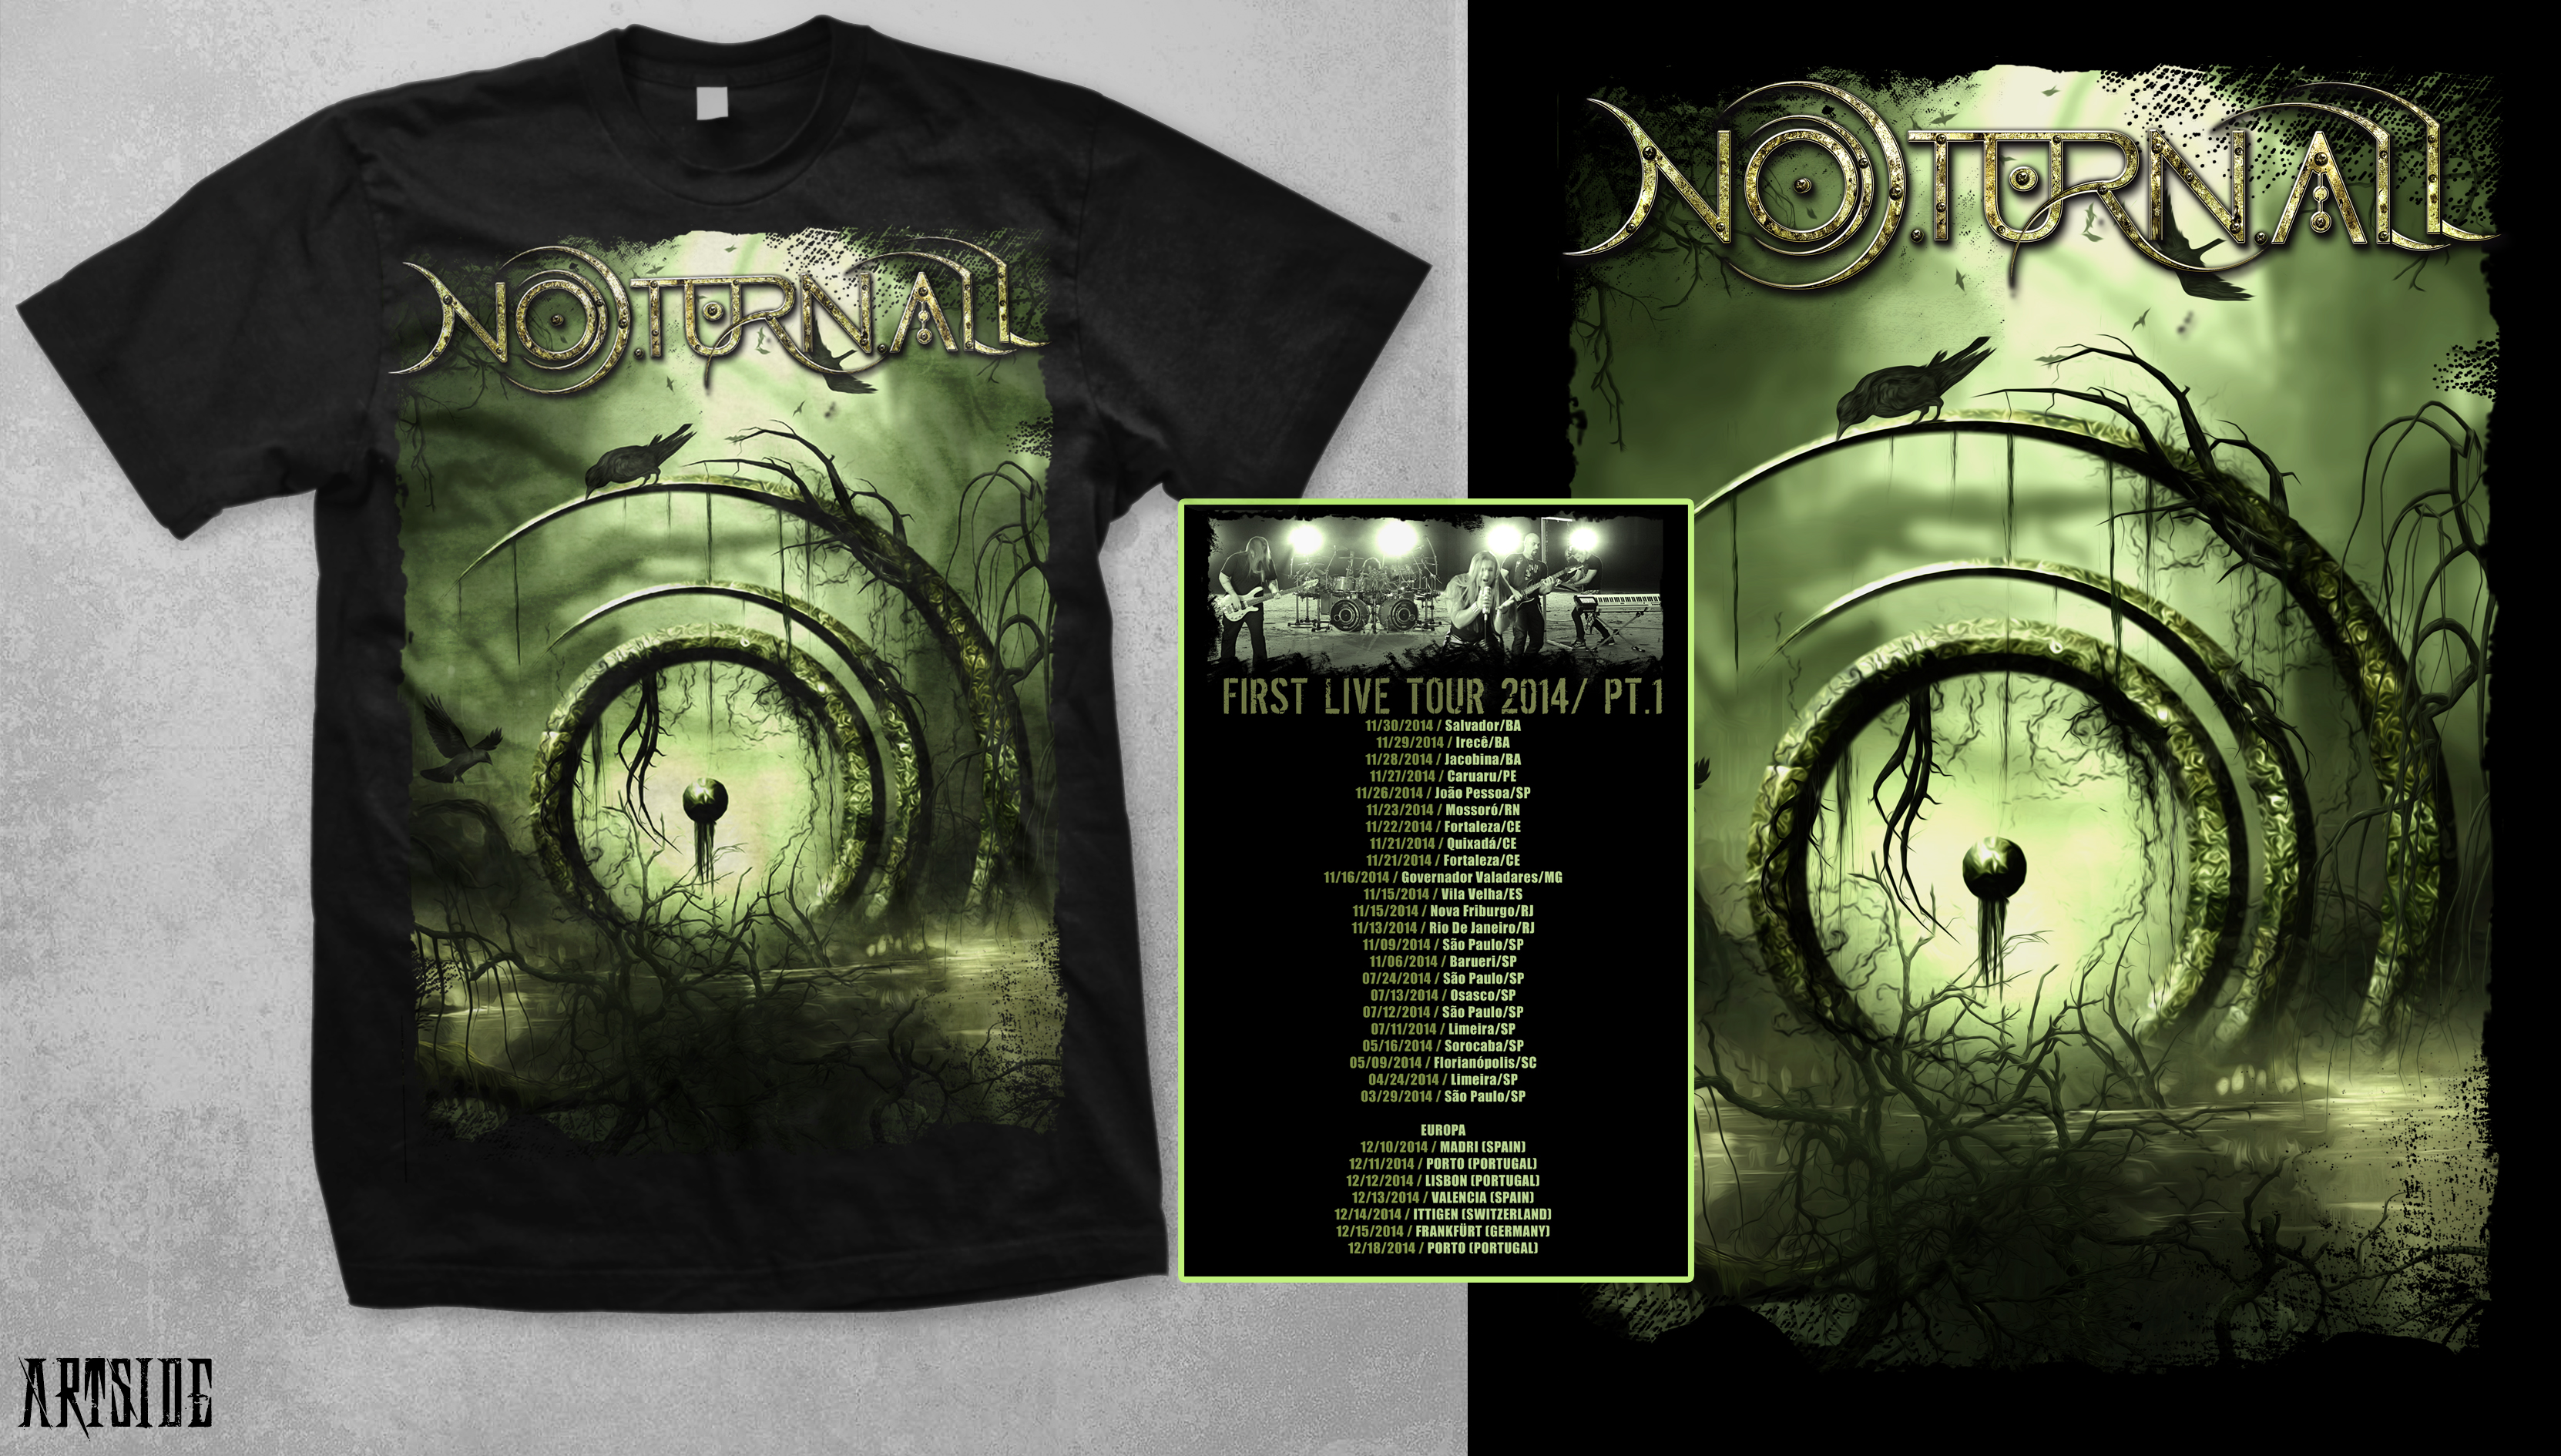 NO.TURN.ALL
NO.TURN.ALL
FIRST LIVE TOUR 2014/ PT.1
11/30/2014 / Salvador/BA
11/29/2014 / Irecê/BA
11/28/2014 / Jacobina/BA
11/27/2014 / Caruaru/PE
11/26/2014 / João Pessoa/SP
11/23/2014 / Mossoró/RN
11/22/2014 / Fortaleza/CE
11/21/2014 / Quixadá/CE
11/21/2014 / Fortaleza/CE
11/16/2014 / Governador Valadares/MG
11/15/2014 / Vila Velha/ES
11/15/2014 / Nova Friburgo/RJ
11/13/2014 / Rio De Janeiro/RJ
11/09/2014 / São Paulo/SP
11/06/2014 / Barueri/SP
07/24/2014 / São Paulo/SP
07/13/2014 / Osasco/SP
07/12/2014 / São Paulo/SP
07/11/2014 / Limeira/SP
05/16/2014 / Sorocaba/SP
05/09/2014 / Florianópolis/SC
04/24/2014 / Limeira/SP
03/29/2014 / São Paulo/SP
EUROPA
12/10/2014 / MADRI (SPAIN)
12/11/2014 / PORTO (PORTUGAL)
12/12/2014 / LISBON (PORTUGAL)
12/13/2014 / VALENCIA (SPAIN)
12/14/2014 / ITTIGEN (SWITZERLAND)
12/15/2014 / FRANKFÜRT (GERMANY)
12/18/2014 / PORTO (PORTUGAL)
ARTSIDE